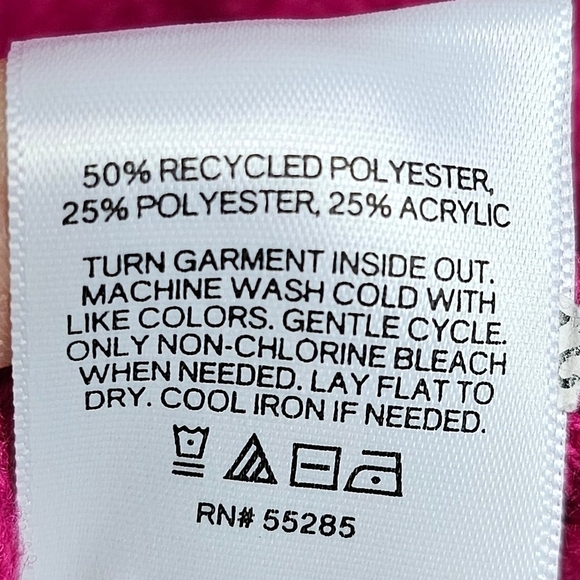 50% RECYCLED POLYESTER,
25% POLYESTER, 25% ACRYLIC
TURN GARMENT INSIDE OUT.
MACHINE WASH COLD WITH
LIKE COLORS. GENTLE CYCLE.
ONLY NON-CHLORINE BLEACH
WHEN NEEDED. LAY FLAT TO
DRY. COOL IRON IF NEEDED.
RN# 55285